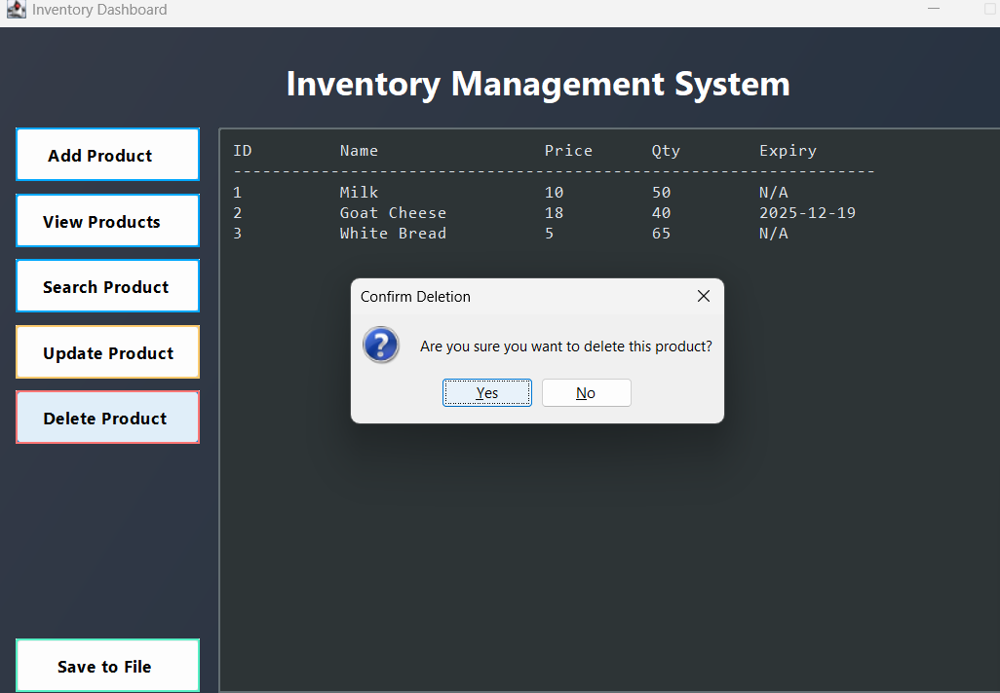 Inventory Dashboard
Inventory Management System
Add Product
View Products
Search Product
Update Product
Delete Product
Save to File
ID Name Price Qty Expiry
------------------------------------------------------------------
1 Milk 10 50 N/A
2 Goat Cheese 18 40 2025-12-19
3 White Bread 5 65 N/A
Confirm Deletion
Are you sure you want to delete this product?
Yes No